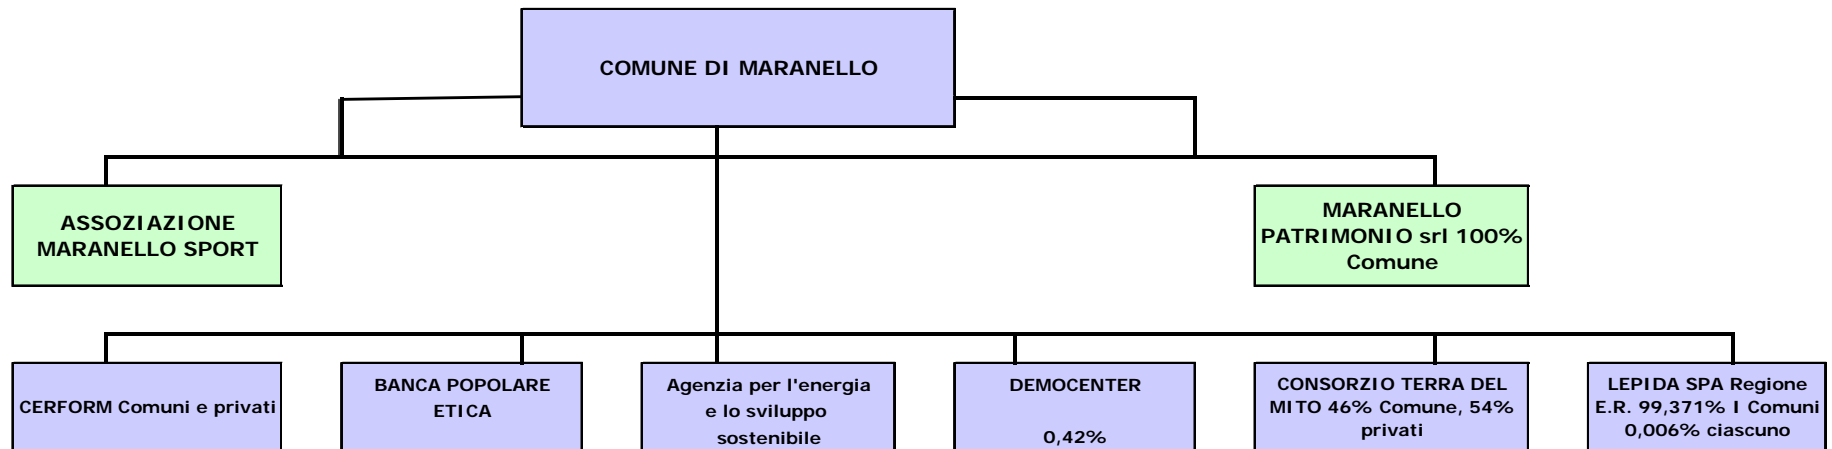 COMUNE DI MARANELLO
ASSOZIAZIONE
MARANELLO SPORT
MARANELLO
PATRIMONIO srl 100%
Comune
CERFORM Comuni e privati
BANCA POPOLARE
ETICA
Agenzia per l'energia
e lo sviluppo
sostenibile
DEMOCENTER
0,42%
CONSORZIO TERRA DEL
MITO 46% Comune, 54%
privati
LEPIDA SPA Regione
E.R. 99,371% I Comuni
0,006% ciascuno